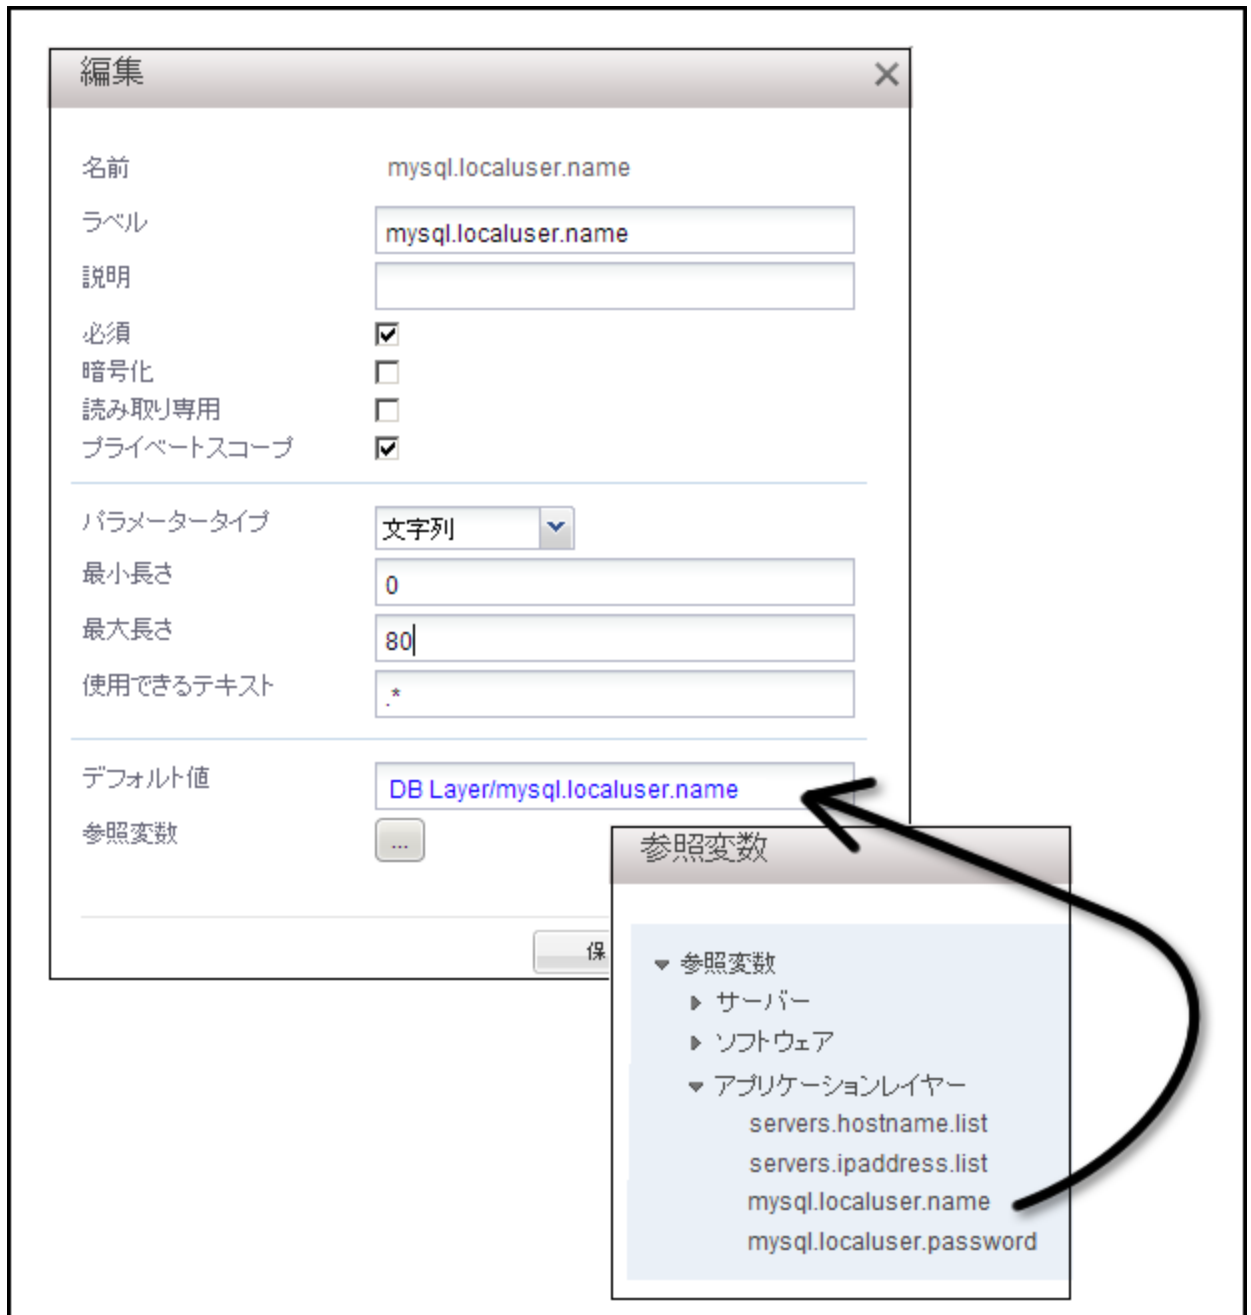 編集
名前 mysql.localuser.name
ラベル mysql.localuser.name
説明
必須
暗号化
読み取り専用
プライベートスコープ
パラメータータイプ 文字列
最小長さ 0
最大長さ 80
使用できるテキスト .*
デフォルト値 DB Layer/mysql.localuser.name
参照変数 ...
保
参照変数
参照変数
サーバー
ソフトウェア
アプリケーションレイヤー
servers.hostname.list
servers.ipaddress.list
mysql.localuser.name
mysql.localuser.password